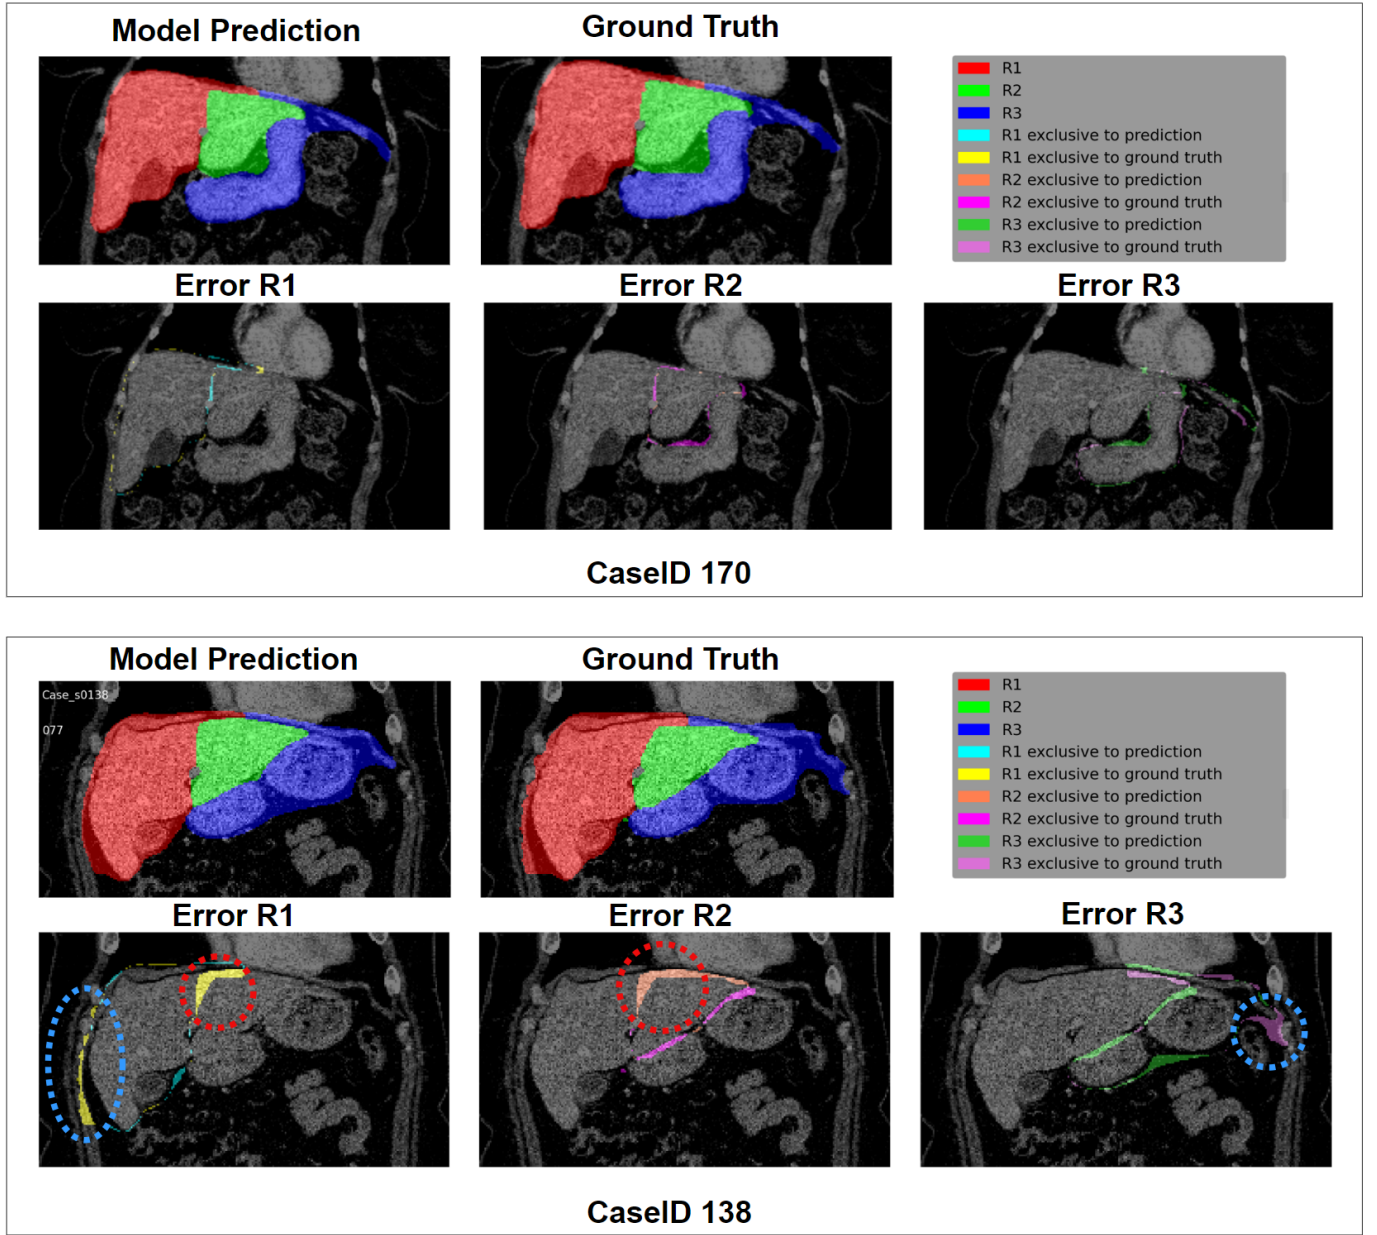 Model Prediction
Ground Truth
R1
R2
R3
R1 exclusive to prediction
R1 exclusive to ground truth
R2 exclusive to prediction
R2 exclusive to ground truth
R3 exclusive to prediction
R3 exclusive to ground truth
Error R1
Error R2
Error R3
CaseID 170
Model Prediction
Ground Truth
Case_s0138
077
R1
R2
R3
R1 exclusive to prediction
R1 exclusive to ground truth
R2 exclusive to prediction
R2 exclusive to ground truth
R3 exclusive to prediction
R3 exclusive to ground truth
Error R1
Error R2
Error R3
CaseID 138